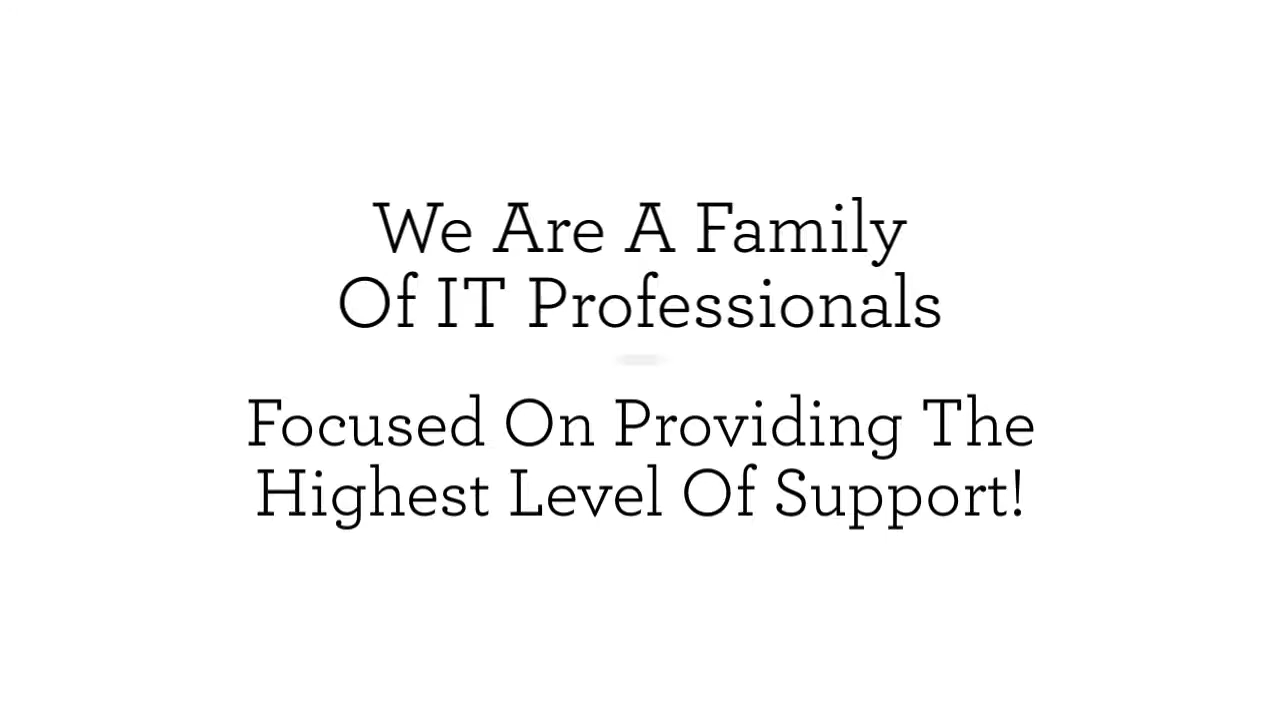 We Are A Family
Of IT Professionals
Focused On Providing The
Highest Level Of Support!